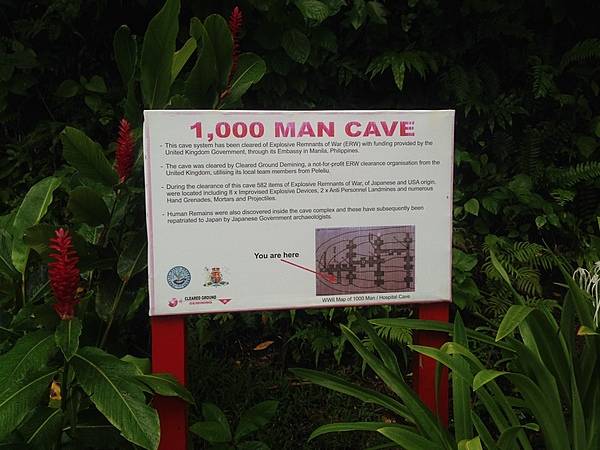 1,000 MAN CAVE
- This cave system has been cleared of Explosive Remnants of War (ERW) with funding provided by the
United Kingdom Government, through its Embassy in Manila, Philippines.
- The cave was cleared by Cleared Ground Demining, a not-for-profit ERW clearance organisation from the
United Kingdom, utilising its local team members from Peleliu.
- During the clearance of this cave 582 items of Explosive Remnants of War, of Japanese and USA origin,
were located including 8 x Improvised Explosive Devices, 2 x Anti Personnel Landmines and numerous
Hand Grenades, Mortars and Projectiles.
- Human Remains were also discovered inside the cave complex and these have subsequently been
repatriated to Japan by Japanese Government archaeologists.
You are here
CLEARED GROUND
DEMINING
WWII Map of 1000 Man / Hospital Cave